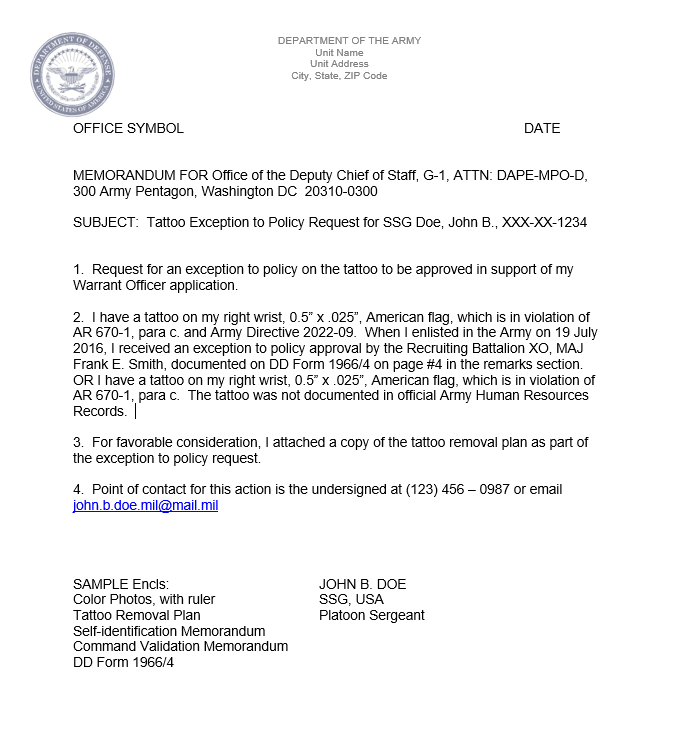 DEPARTMENT OF THE ARMY
Unit Name
Unit Address
City, State, ZIP Code
DEPARTMENT OF DEFENSE
UNITED STATES OF AMERICA
OFFICE SYMBOL DATE
MEMORANDUM FOR Office of the Deputy Chief of Staff, G-1, ATTN: DAPE-MPO-D,
300 Army Pentagon, Washington DC  20310-0300
SUBJECT:  Tattoo Exception to Policy Request for SSG Doe, John B., XXX-XX-1234
1.  Request for an exception to policy on the tattoo to be approved in support of my
Warrant Officer application.
2.  I have a tattoo on my right wrist, 0.5” x .025”, American flag, which is in violation of
AR 670-1, para c. and Army Directive 2022-09.  When I enlisted in the Army on 19 July
2016, I received an exception to policy approval by the Recruiting Battalion XO, MAJ
Frank E. Smith, documented on DD Form 1966/4 on page #4 in the remarks section.
OR I have a tattoo on my right wrist, 0.5” x .025”, American flag, which is in violation of
AR 670-1, para c.  The tattoo was not documented in official Army Human Resources
Records.
3.  For favorable consideration, I attached a copy of the tattoo removal plan as part of
the exception to policy request.
4.  Point of contact for this action is the undersigned at (123) 456 – 0987 or email
john.b.doe.mil@mail.mil
SAMPLE Encls: JOHN B. DOE
Color Photos, with ruler SSG, USA
Tattoo Removal Plan Platoon Sergeant
Self-identification Memorandum
Command Validation Memorandum
DD Form 1966/4